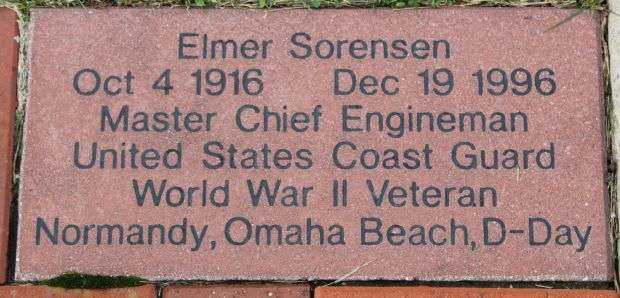 Elmer Sorensen
Oct 4 1916 Dec 19 1996
Master Chief Engineman
United States Coast Guard
World War II Veteran
Normandy, Omaha Beach, D-Day